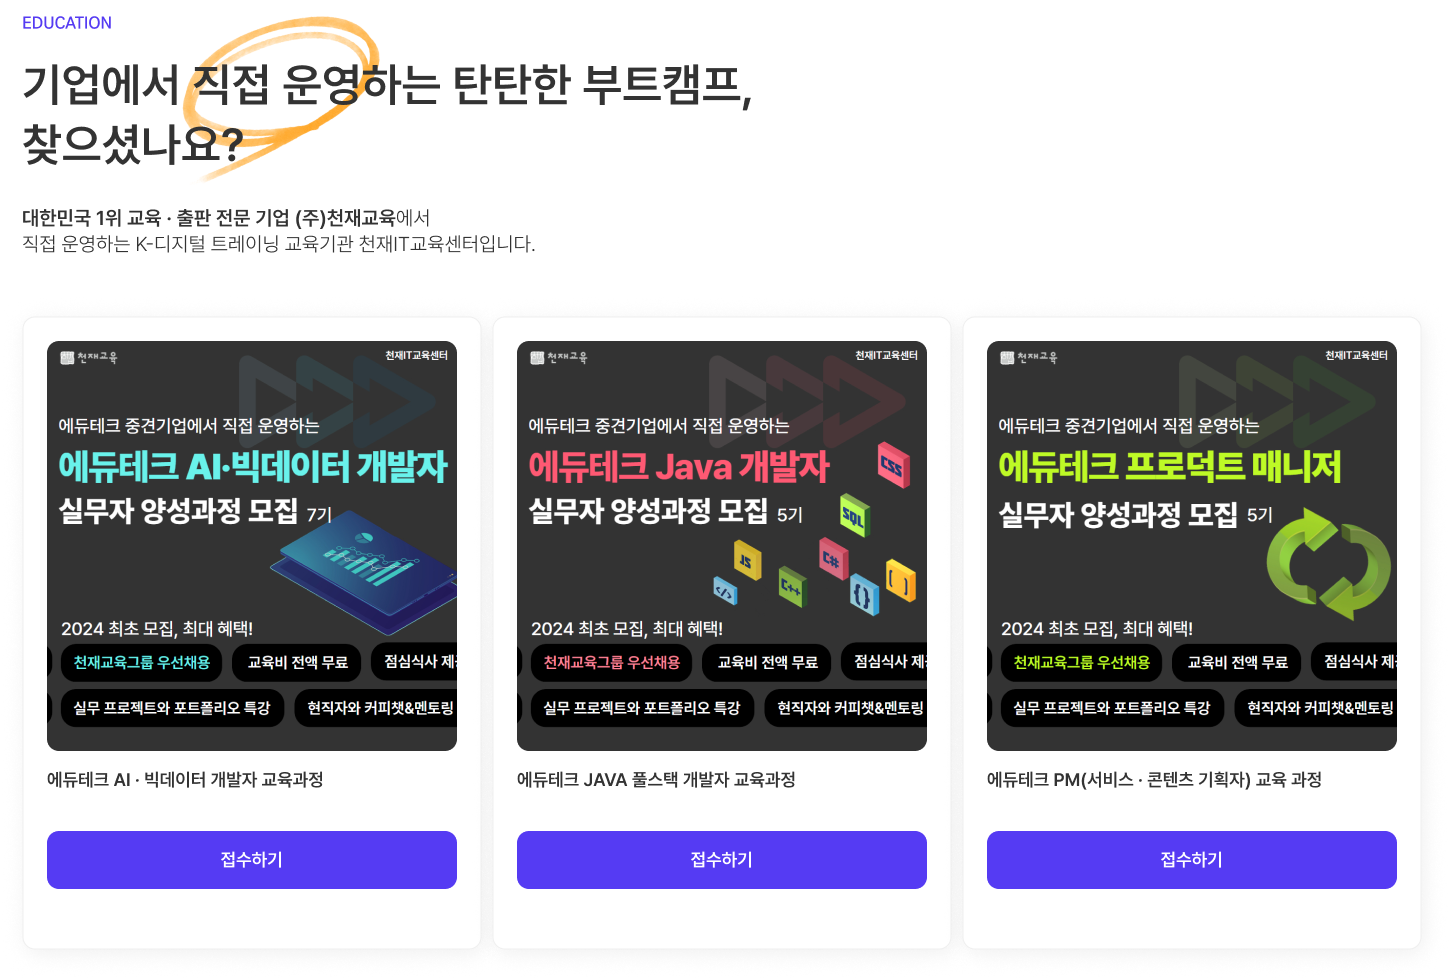 EDUCATION
기업에서 직접 운영하는 탄탄한 부트캠프,
찾으셨나요?
대한민국 1위 교육 · 출판 전문 기업 (주)천재교육에서
직접 운영하는 K-디지털 트레이닝 교육기관 천재IT교육센터입니다.
천재교육
천재IT교육센터
에듀테크 중견기업에서 직접 운영하는
에듀테크 AI·빅데이터 개발자
실무자 양성과정 모집 7기
2024 최초 모집, 최대 혜택!
천재교육그룹 우선채용
교육비 전액 무료
점심식사 제
실무 프로젝트와 포트폴리오 특강
현직자와 커피챗&멘토링
에듀테크 AI · 빅데이터 개발자 교육과정
접수하기
천재교육
천재IT교육센터
에듀테크 중견기업에서 직접 운영하는
에듀테크 Java 개발자
실무자 양성과정 모집 5기
CSS
SQL
JS
C#
C++
[ ]
</>
{ }
2024 최초 모집, 최대 혜택!
천재교육그룹 우선채용
교육비 전액 무료
점심식사 제
실무 프로젝트와 포트폴리오 특강
현직자와 커피챗&멘토링
에듀테크 JAVA 풀스택 개발자 교육과정
접수하기
천재교육
천재IT교육센터
에듀테크 중견기업에서 직접 운영하는
에듀테크 프로덕트 매니저
실무자 양성과정 모집 5기
2024 최초 모집, 최대 혜택!
천재교육그룹 우선채용
교육비 전액 무료
점심식사 제
실무 프로젝트와 포트폴리오 특강
현직자와 커피챗&멘토링
에듀테크 PM(서비스 · 콘텐츠 기획자) 교육 과정
접수하기